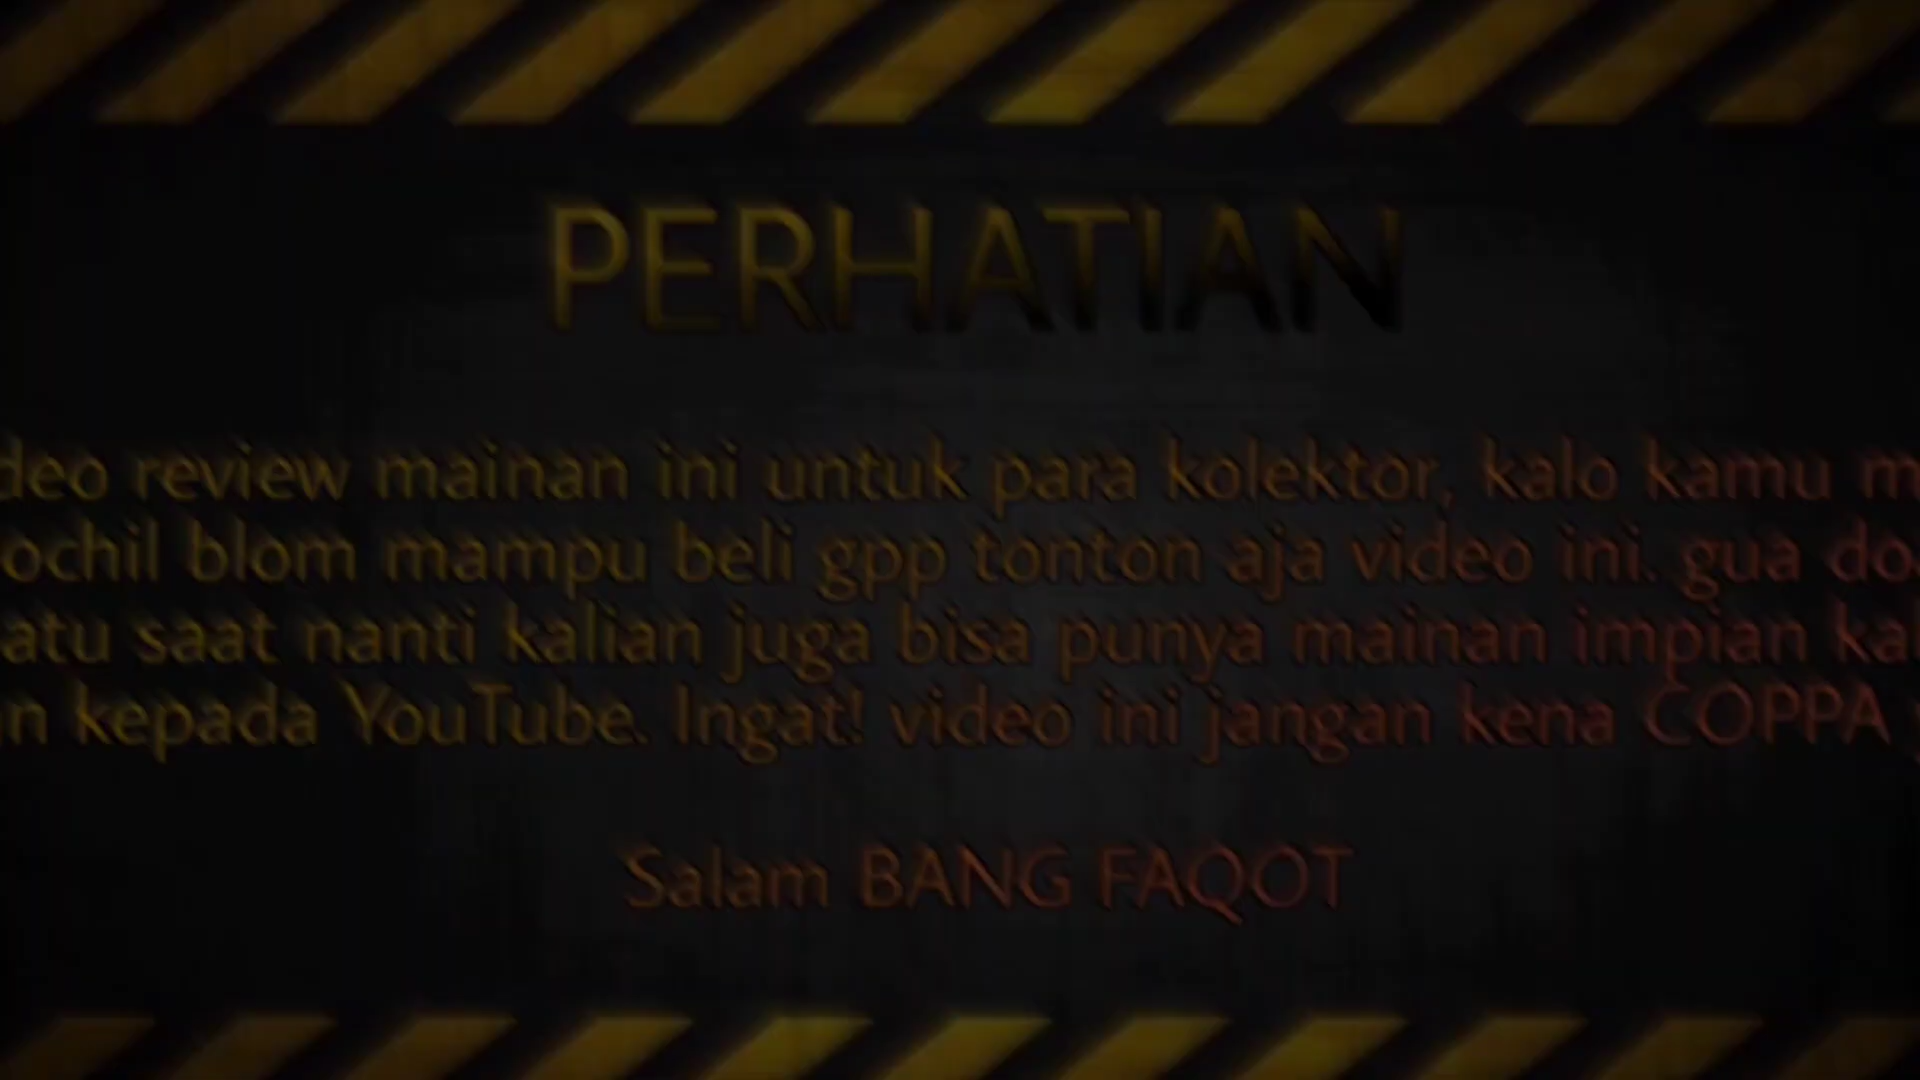 PERHATIAN
deo review mainan ini untuk para kolektor, kalo kamu m
ochil blom mampu beli gpp tonton aja video ini. gua do
atu saat nanti kalian juga bisa punya mainan impian kal
n kepada YouTube. Ingat! video ini jangan kena COPPA y
Salam BANG FAQOT